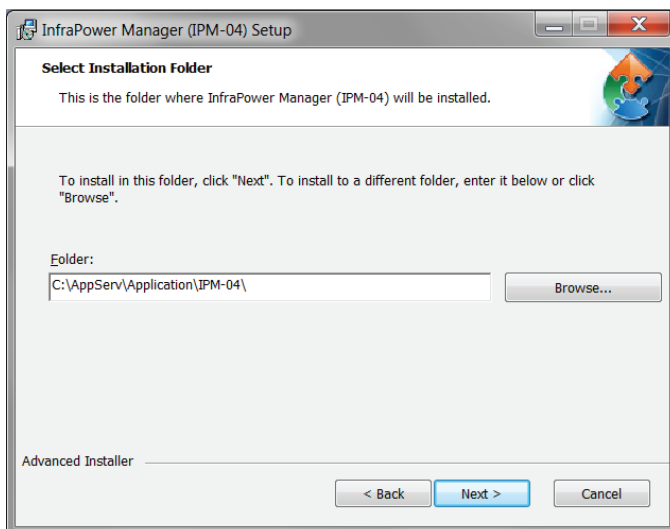 InfraPower Manager (IPM-04) Setup
Select Installation Folder
This is the folder where InfraPower Manager (IPM-04) will be installed.
To install in this folder, click "Next". To install to a different folder, enter it below or click
"Browse".
Folder:
C:\AppServ\Application\IPM-04\
Browse...
Advanced Installer
< Back
Next >
Cancel